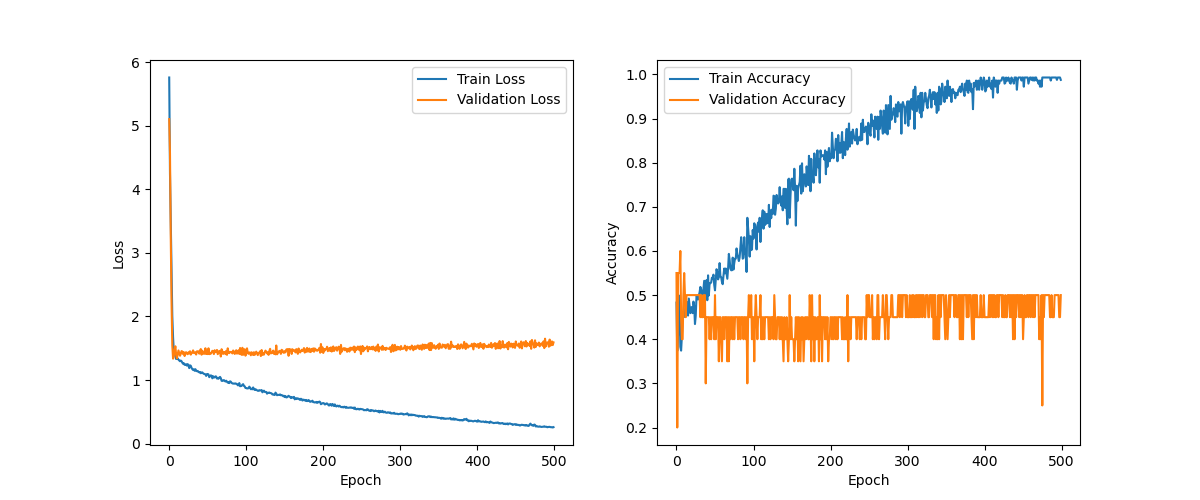 6
5
4
3
2
1
0
Loss
0 100 200 300 400 500
Epoch
Train Loss
Validation Loss
1.0
0.9
0.8
0.7
0.6
0.5
0.4
0.3
0.2
Accuracy
0 100 200 300 400 500
Epoch
Train Accuracy
Validation Accuracy